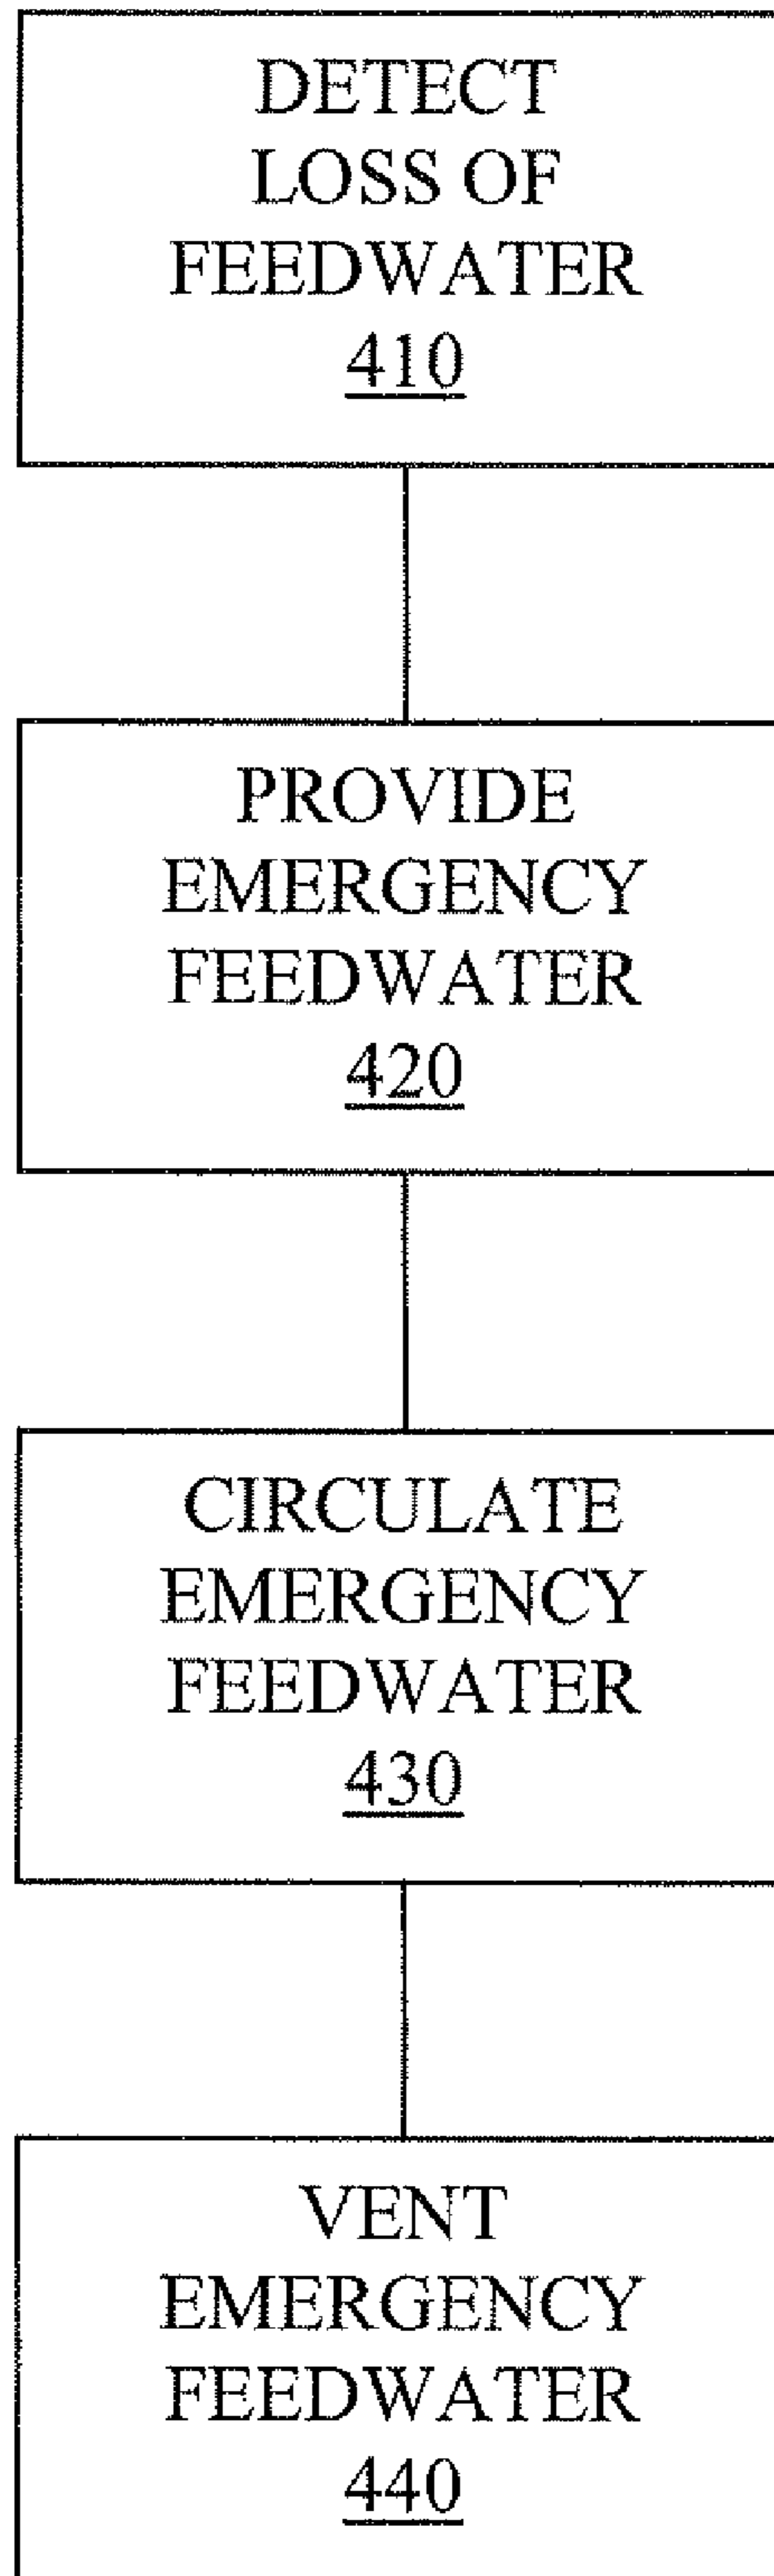 DETECT
LOSS OF
FEEDWATER
410
PROVIDE
EMERGENCY
FEEDWATER
420
CIRCULATE
EMERGENCY
FEEDWATER
430
VENT
EMERGENCY
FEEDWATER
440